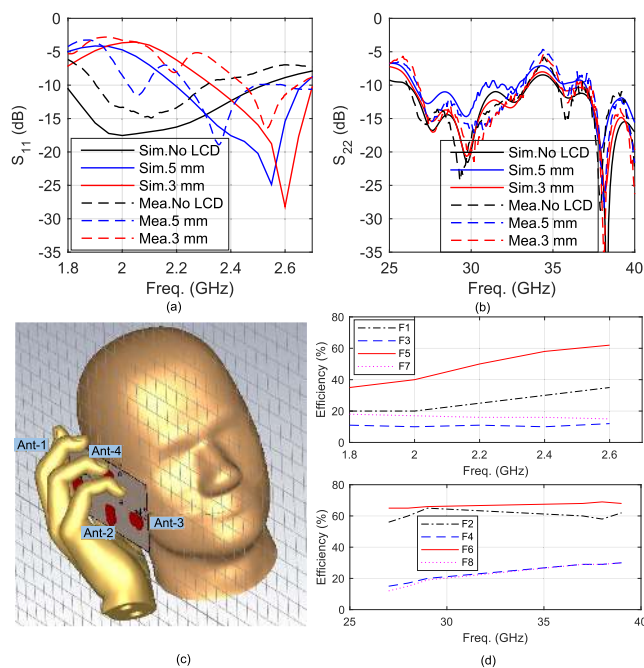 0
-5
-10
-15
-20
-25
-30
-35
S11 (dB)
Sim.No LCD
Sim.5 mm
Sim.3 mm
Mea.No LCD
Mea.5 mm
Mea.3 mm
1.8 2 2.2 2.4 2.6
Freq. (GHz)
(a)
0
-5
-10
-15
-20
-25
-30
-35
S22 (dB)
Sim.No LCD
Sim.5 mm
Sim.3 mm
Mea.No LCD
Mea.5 mm
Mea.3 mm
25 30 35 40
Freq. (GHz)
(b)
Ant-1
Ant-4
Ant-2
Ant-3
(c)
80
60
40
20
0
Efficiency (%)
F1
F3
F5
F7
1.8 2 2.2 2.4 2.6
Freq. (GHz)
80
60
40
20
0
Efficiency (%)
F2
F4
F6
F8
25 30 35 40
Freq. (GHz)
(d)